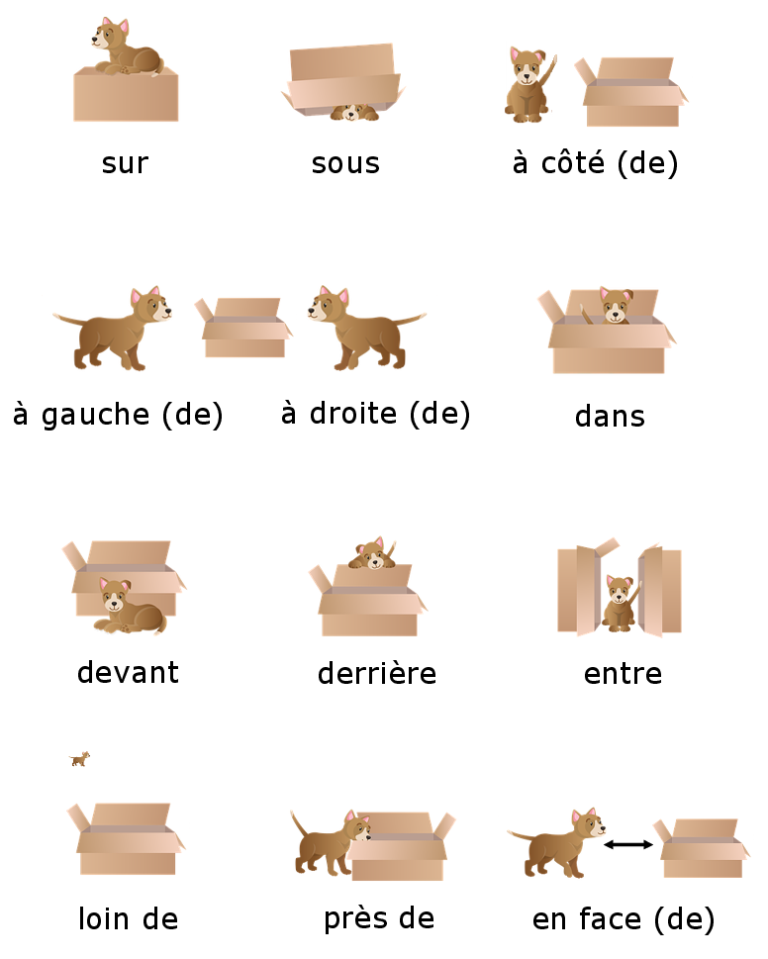 sur
sous
à côté (de)
à gauche (de)
à droite (de)
dans
devant
derrière
entre
loin de
près de
en face (de)